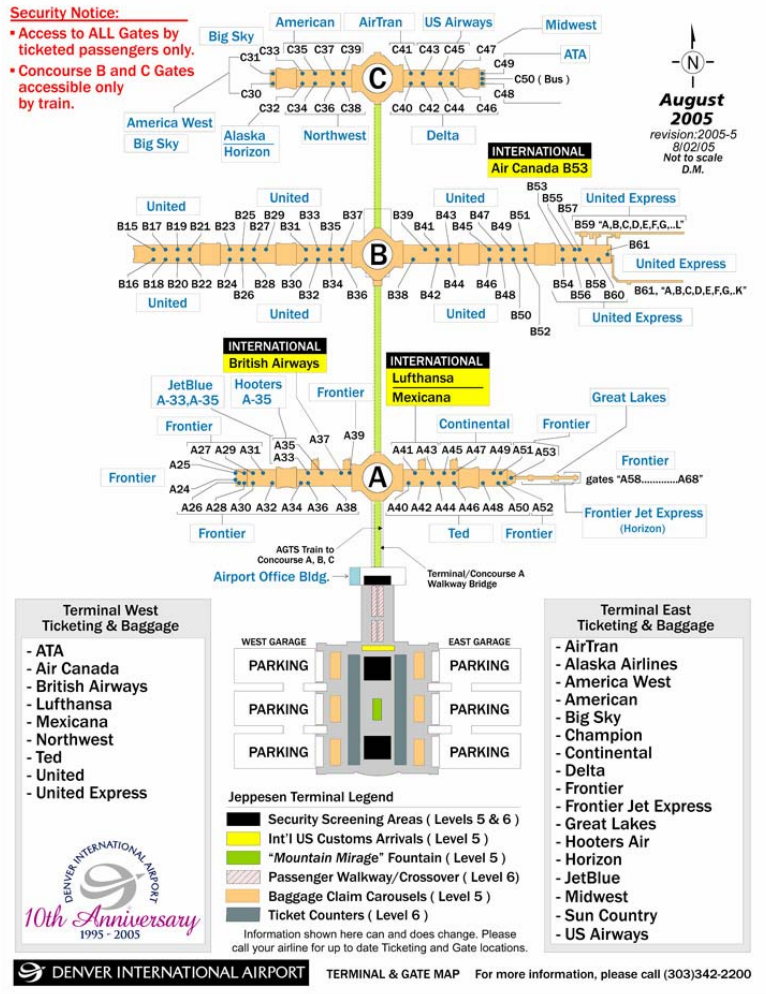 Security Notice:
▪ Access to ALL Gates by
ticketed passengers only.
▪ Concourse B and C Gates
accessible only
by train.
American
AirTran
US Airways
Midwest
Big Sky
C33 C35 C37 C39
C41 C43 C45 C47
ATA
C31
C49
C
C50 ( Bus )
C30
C48
C32 C34 C36 C38
C40 C42 C44 C46
America West
Big Sky
Alaska
Horizon
Northwest
Delta
N
August
2005
revision:2005-5
8/02/05
Not to scale
D.M.
INTERNATIONAL
Air Canada B53
United
United
United
United Express
B53
B55
B57
B15 B17 B19 B21 B23 B25 B27 B29 B31 B33 B35 B37
B39 B41 B43 B45 B47 B49 B51
B59 “A,B,C,D,E,F,G,..L”
B
B61
United Express
B16 B18 B20 B22 B24 B26 B28 B30 B32 B34 B36
B38 B42 B44 B46 B48 B50 B52
B54 B56 B58 B60
B61, “A,B,C,D,E,F,G,.K”
United
United
United
United Express
INTERNATIONAL
British Airways
INTERNATIONAL
Lufthansa
Mexicana
JetBlue
A-33,A-35
Hooters
A-35
Frontier
Great Lakes
Frontier
Continental
Frontier
A27 A29 A31
A35
A33
A37
A39
A41 A43 A45 A47 A49 A51 A53
A25
Frontier
Frontier
A
gates “A58.............A68”
A24
A26 A28 A30 A32 A34 A36 A38
A40 A42 A44 A46 A48 A50 A52
Frontier
Ted
Frontier
Frontier Jet Express
(Horizon)
AGTS Train to
Concourse A, B, C
Airport Office Bldg.
Terminal/Concourse A
Walkway Bridge
Terminal West
Ticketing & Baggage
- ATA
- Air Canada
- British Airways
- Lufthansa
- Mexicana
- Northwest
- Ted
- United
- United Express
WEST GARAGE
EAST GARAGE
PARKING
PARKING
PARKING
PARKING
PARKING
PARKING
Terminal East
Ticketing & Baggage
- AirTran
- Alaska Airlines
- America West
- American
- Big Sky
- Champion
- Continental
- Delta
- Frontier
- Frontier Jet Express
- Great Lakes
- Hooters Air
- Horizon
- JetBlue
- Midwest
- Sun Country
- US Airways
Jeppesen Terminal Legend
Security Screening Areas ( Levels 5 & 6 )
Int'l US Customs Arrivals ( Level 5 )
“Mountain Mirage” Fountain ( Level 5 )
Passenger Walkway/Crossover ( Level 6)
Baggage Claim Carousels ( Level 5 )
Ticket Counters ( Level 6 )
Information shown here can and does change. Please
call your airline for up to date Ticketing and Gate locations.
DENVER INTERNATIONAL AIRPORT
10th Anniversary
1995 - 2005
DENVER INTERNATIONAL AIRPORT
TERMINAL & GATE MAP
For more information, please call (303)342-2200